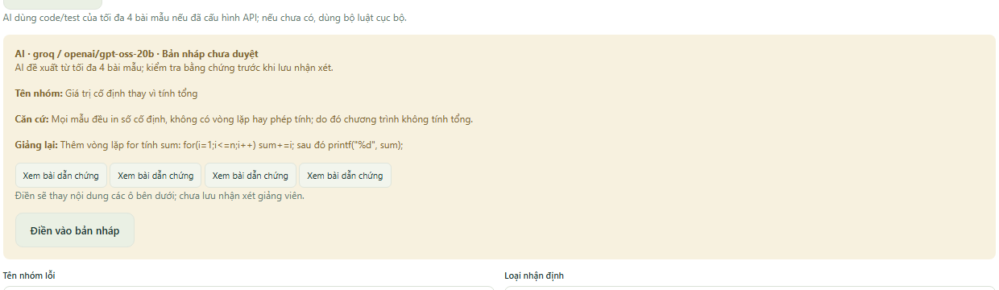 AI dùng code/test của tối đa 4 bài mẫu nếu đã cấu hình API; nếu chưa có, dùng bộ luật cục bộ.
AI · groq / openai/gpt-oss-20b · Bản nháp chưa duyệt
AI đề xuất từ tối đa 4 bài mẫu; kiểm tra bằng chứng trước khi lưu nhận xét.
Tên nhóm: Giá trị cố định thay vì tính tổng
Căn cứ: Mọi mẫu đều in số cố định, không có vòng lặp hay phép tính; do đó chương trình không tính tổng.
Giảng lại: Thêm vòng lặp for tính sum: for(i=1;i<=n;i++) sum+=i; sau đó printf("%d", sum);
Xem bài dẫn chứng Xem bài dẫn chứng Xem bài dẫn chứng Xem bài dẫn chứng
Điền sẽ thay nội dung các ô bên dưới; chưa lưu nhận xét giảng viên.
Điền vào bản nháp
Tên nhóm lỗi Loại nhận định